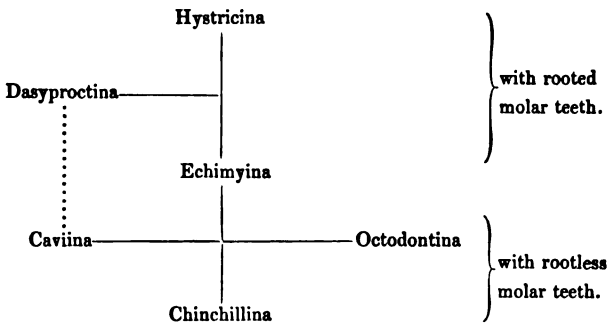 Hystricina
Dasyproctina
with rooted
molar teeth.
Echimyina
Caviina
Octodontina
with rootless
molar teeth.
Chinchillina